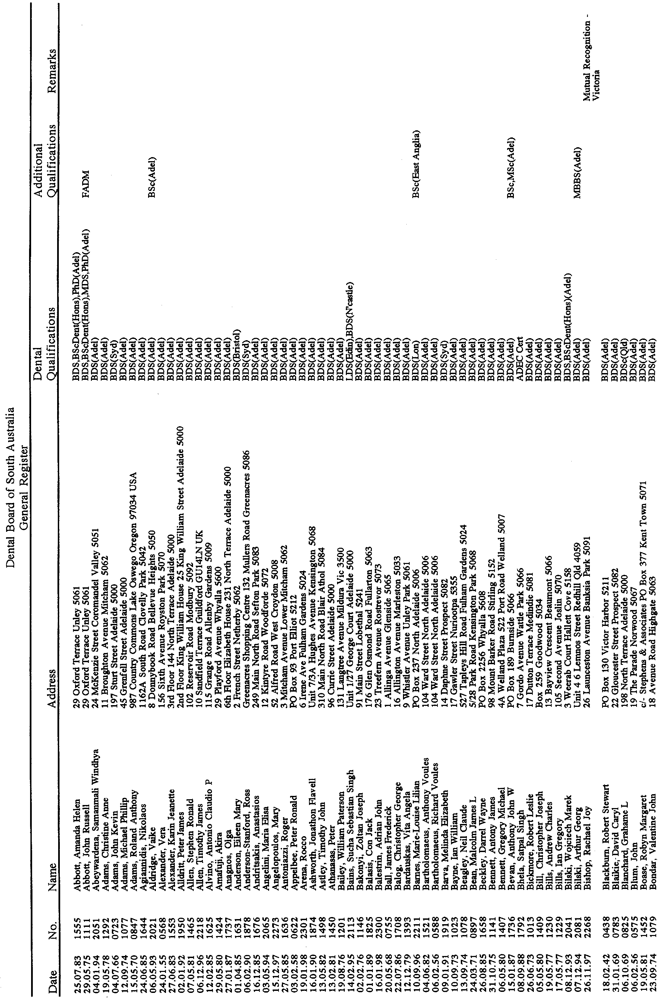 Dental Board of South Australia
General Register
Date No. Name Address Dental Qualifications Additional Qualifications Remarks
25.07.83 1555 Abbott, Amanda Helen 29 Oxford Terrace Unley 5061 BDS,BScDent(Hons),PhD(Adel)
29.05.75 1111 Abbott, John Russell 29 Oxford Terrace Unley 5061 BDS,BScDent(Hons),MDS,PhD(Adel) FADM
04.01.94 2051 Abeywardena, Samanmali Windhya 24 McKenzie Street Coromandel Valley 5051 BDS(Adel)
19.05.78 1292 Adams, Christine Anne 11 Broughton Avenue Mitcham 5062 BDS(Adel)
04.07.66 0723 Adams, John Kevin 197 Sturt Street Adelaide 5000 BDS(Syd)
12.09.74 1077 Adams, Michael Phillip 45 Grenfell Street Adelaide 5000 BDS(Adel)
15.05.70 0847 Adams, Roland Anthony 987 Country Commons Lake Oswego Oregon 97034 USA BDS(Adel)
24.06.85 1644 Agiannidis, Nikolaos 1162A South Road Clovelly Park 5042 BDS(Adel)
06.05.93 2021 Aldridge, Vaike 8 Donnybook Road Bellevue Heights 5050 BDS(Adel) BSc(Adel)
24.01.55 0568 Alexander, Vera 156 Sixth Avenue Royston Park 5070 BDS(Adel)
27.06.83 1553 Alexander, Karin Jeanette 3rd Floor 144 North Terrace Adelaide 5000 BDS(Adel)
02.01.92 1950 Alldritt, Peter James 2nd Floor King William House 25 King William Street Adelaide 5000 BDS(Adel)
07.05.81 1465 Allen, Stephen Ronald 102 Reservoir Road Modbury 5092 BDS(Adel)
06.12.96 2218 Allen, Timothy James 10 Sandfield Terrace Guildford GU14LN UK BDS(Adel)
12.02.85 1625 Alvino, Antonio Claudio P 115 Grange Road Allenby Gardens 5009 BDS(Adel)
29.05.80 1424 Amafuji, Akira 29 Playford Avenue Whyalla 5600 BDS(Adel)
27.01.87 1737 Anagnos, Olga 6th Floor Elizabeth House 231 North Terrace Adelaide 5000 BDS(Adel)
01.04.85 1631 Anderson, Eileen Mary 2 French Street Netherby 5062 BDS(Bristol)
06.02.90 1878 Anderson-Stanford, Ross Greenacres Shopping Centre 132 Mullers Road Greenacres 5086 BDS(Syd)
16.12.85 1676 Andritsakis, Anastasios 249 Main North Road Sefton Park 5083 BDS(Adel)
03.05.94 2065 Angelini, Maria Elisa 12 Kintyre Road Woodforde 5072 BDS(Adel)
15.12.97 2273 Angelopoulos, Mary 52 Alfred Road West Croydon 5008 BDS(Adel)
27.05.85 1636 Antoniazzi, Roger 3 Mitcham Avenue Lower Mitcham 5062 BDS(Adel)
03.02.58 0622 Appelbee, Peter Ronald PO Box 93 Port Elliot 5212 BDS(Adel)
19.01.98 2301 Arena, Rocco 6 Irene Ave Fulham Gardens 5024 BDS(Adel)
16.01.90 1874 Ashworth, Jonathon Flavell Unit 7/3A Hughes Avenue Kensington 5068 BDS(Adel)
13.05.82 1498 Astley, Timothy John 310 Main North Road Blair Athol 5084 BDS(Adel)
13.02.81 1450 Athanasas, Peter 96 Currie Street Adelaide 5000 BDS(Adel)
19.08.76 1201 Bailey, William Paterson 131 Langtree Avenue Mildura Vic 3500 BDS(Adel)
14.02.95 2113 Bains, Sucha Sebastian Singh Unit 1/27 George Court Adelaide 5000 LDS(Edin),BDS(N'castle)
02.02.76 1146 Bakonyi, Zoltan Joseph 91 Main Street Lobethal 5241 BDS(Adel)
01.01.89 1825 Balasis, Con Jack 176 Glen Osmond Road Fullarton 5063 BDS(Adel)
16.01.98 2300 Balestrin, Adrian John 23 Treefern Avenue Rostrevor 5073 BDS(Adel)
20.05.68 0755 Ball, James Frederick 1 Allinga Avenue Glenside 5065 BDS(Adel)
22.07.86 1708 Balog, Christopher George 16 Allington Avenue Marleston 5033 BDS(Adel)
12.12.79 1393 Bardauskas, Vita Angela 9 Whistler Avenue Unley Park 5061 BDS(Adel)
10.09.96 2211 Barnes, Marie-Louise Lilian PO Box 237 North Adelaide 5006 BDS(Lon) BSc(East Anglia)
04.06.82 1521 Bartholomaeus, Anthony Voules 104 Ward Street North Adelaide 5006 BDS(Adel)
06.02.56 0588 Bartholomaeus, Richard Voules 104 Ward Street North Adelaide 5006 BDS(Adel)
09.01.91 1919 Barva, Melinda Elizabeth 14 Daphne Street Prospect 5082 BDS(Syd)
10.09.73 1023 Bayne, Ian William 17 Gawler Street Nuriootpa 5355 BDS(Adel)
13.09.74 1078 Beagley, Neil Claude 527 Tapleys Hill Road Fulham Gardens 5024 BDS(Adel)
24.03.71 0897 Bean, Malcolm James L 5/28 Park Road Kensington Park 5068 BDS(Adel)
26.08.85 1658 Beckley, Darrel Wayne PO Box 2256 Whyalla 5608 BDS(Adel)
31.10.75 1141 Bennett, Antony James 98 Mount Barker Road Stirling 5152 BDS(Adel)
06.05.80 1407 Bennett, Gregory Michael 4A Welland Plaza 522 Port Road Welland 5007 BDS(Adel)
15.01.87 1736 Bevan, Anthony John W PO Box 189 Burnside 5066 BDS(Adel) BSc,MSc(Adel)
08.09.88 1792 Bhela, Satpal Singh 7 Gordo Avenue Wattle Park 5066 ADEC Cert
26.06.73 1013 Bickmore, Robert Leslie 17 Dutton Terrace Medindie 5081 BDS(Adel)
05.05.80 1409 Bill, Christopher Joseph Box 259 Goodwood 5034 BDS(Adel)
19.05.77 1230 Bills, Andrew Charles 13 Bayview Crescent Beaumont 5066 BDS(Adel)
17.05.77 1229 Bills, Ian Gregory 105 Second Avenue Joslin 5070 BDS(Adel)
08.12.93 2041 Bilski, Wojciech Marek 3 Weerab Court Hallett Cove 5158 BDS,BScDent(Hons)(Adel)
07.12.94 2081 Bilski, Arthur Georg Unit 4 6 Lemnos Street Redhill Qld 4059 BDS(Adel) MBBS(Adel)
26.11.97 2268 Bishop, Rachael Joy 26 Launceston Avenue Banksia Park 5091 BDS(Adel) Mutual Recognition -
Victoria
18.02.42 0438 Blackburn, Robert Stewart PO Box 130 Victor Harbor 5211 BDS(Adel)
31.01.69 0783 Blaikie, David Caryl 22 Gloucester Street Prospect 5082 BDS(Adel)
06.10.69 0825 Blanchard, Grahame L 198 North Terrace Adelaide 5000 BDSc(Qld)
06.02.56 0575 Blum, John 19 The Parade Norwood 5067 BDS(Adel)
19.05.81 1452 Boase, Robyn Margaret c/- Stephens & Associates PO Box 377 Kent Town 5071 BDS(Adel)
23.09.74 1079 Bondar, Valentine John 18 Avenue Road Highgate 5063 BDS(Adel)